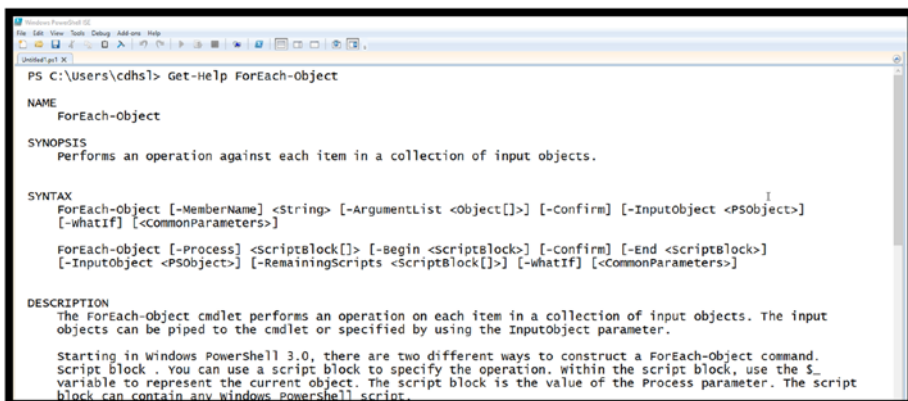 Windows PowerShell ISE
File Edit View Tools Debug Add-ons Help
Untitled1.ps1 X
PS C:\Users\cdhsl> Get-Help ForEach-Object
NAME
ForEach-Object
SYNOPSIS
Performs an operation against each item in a collection of input objects.
SYNTAX
ForEach-Object [-MemberName] <String> [-ArgumentList <Object[]>] [-Confirm] [-InputObject <PSObject>]
[-WhatIf] [<CommonParameters>]
ForEach-Object [-Process] <ScriptBlock[]> [-Begin <ScriptBlock>] [-Confirm] [-End <ScriptBlock>]
[-InputObject <PSObject>] [-RemainingScripts <ScriptBlock[]>] [-WhatIf] [<CommonParameters>]
DESCRIPTION
The ForEach-Object cmdlet performs an operation on each item in a collection of input objects. The input
objects can be piped to the cmdlet or specified by using the InputObject parameter.
Starting in Windows PowerShell 3.0, there are two different ways to construct a ForEach-Object command.
Script block . You can use a script block to specify the operation. Within the script block, use the $_
variable to represent the current object. The script block is the value of the Process parameter. The script
block can contain any Windows PowerShell script.